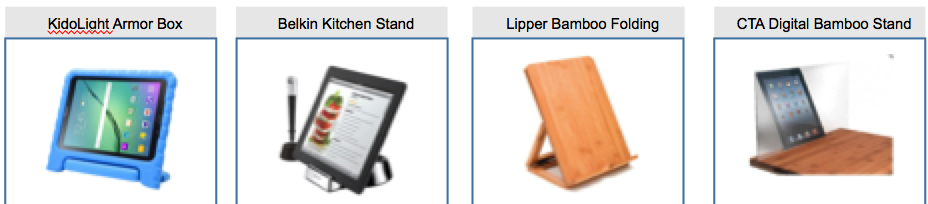 KidoLight Armor Box
Belkin Kitchen Stand
Lipper Bamboo Folding
CTA Digital Bamboo Stand